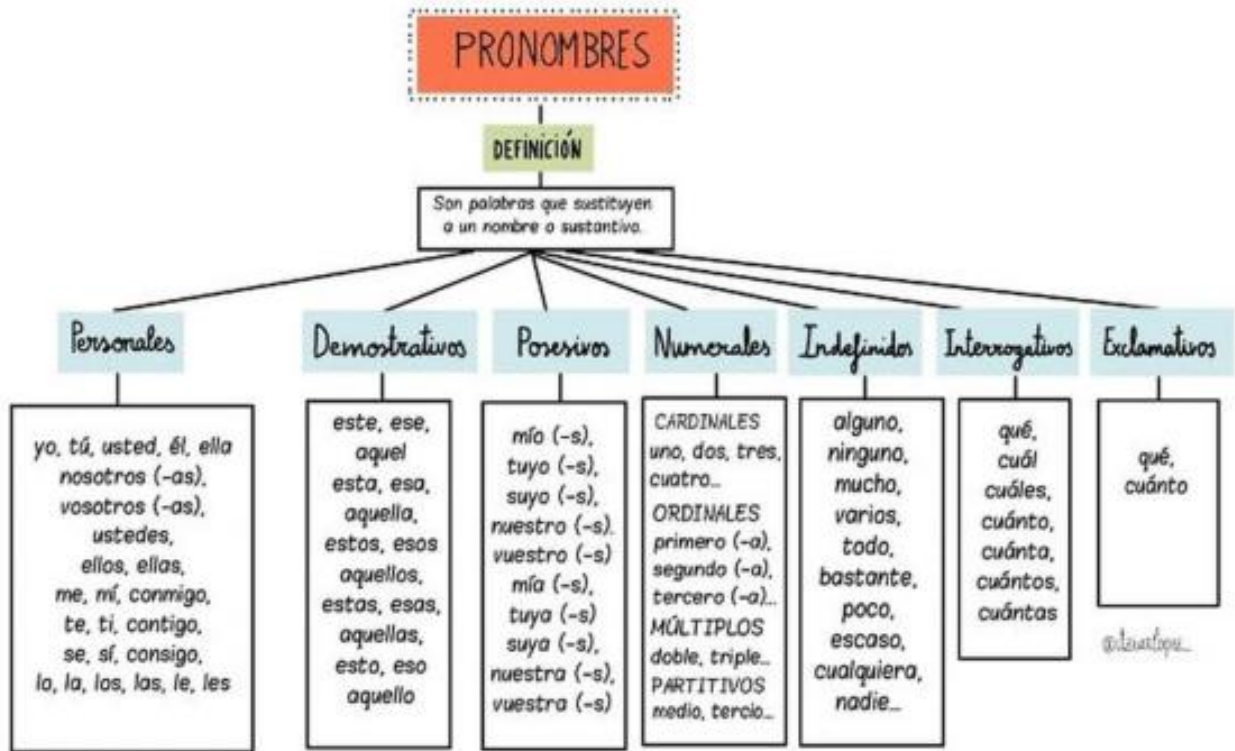 PRONOMBRES
DEFINICIÓN
Son palabras que sustituyen
a un nombre o sustantivo.
Personales
yo, tú, usted, él, ella
nosotros (-as),
vosotros (-as),
ustedes,
ellos, ellas,
me, mí, conmigo,
te, ti, contigo,
se, sí, consigo,
lo, la, los, las, le, les
Demostrativos
este, ese,
aquel
esta, esa,
aquella,
estos, esos
aquellos,
estas, esas,
aquellas,
esto, eso
aquello
Posesivos
mío (-s),
tuyo (-s),
suyo (-s),
nuestro (-s).
vuestro (-s)
mía (-s),
tuya (-s)
suya (-s),
nuestra (-s),
vuestra (-s)
Numerales
CARDINALES
uno, dos, tres,
cuatro...
ORDINALES
primero (-a),
segundo (-a),
tercero (-a)...
MÚLTIPLOS
doble, triple...
PARTITIVOS
medio, tercio...
Indefinidos
alguno,
ninguno,
mucho,
varios,
todo,
bastante,
poco,
escaso,
cualquiera,
nadie...
Interrogativos
qué,
cuál
cuáles,
cuánto,
cuánta,
cuántos,
cuántas
Exclamativos
qué,
cuánto